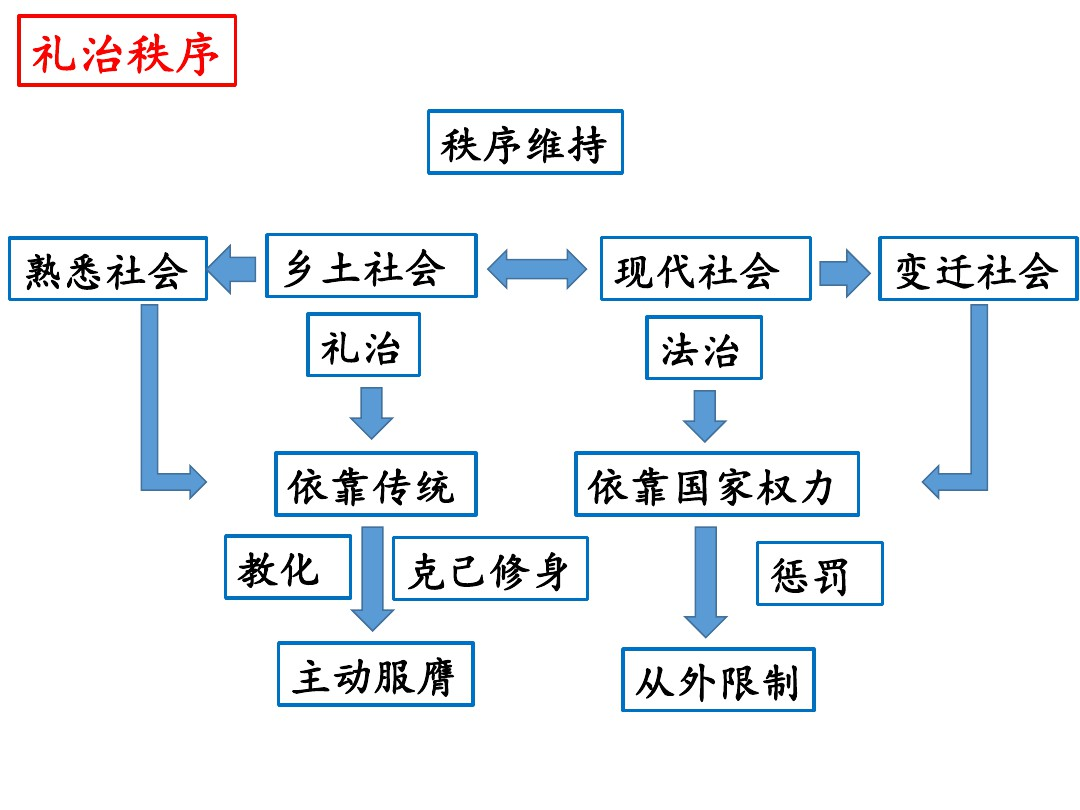 礼治秩序
秩序维持
熟悉社会
乡土社会
现代社会
变迁社会
礼治
法治
依靠传统
依靠国家权力
教化
克己修身
惩罚
主动服膺
从外限制